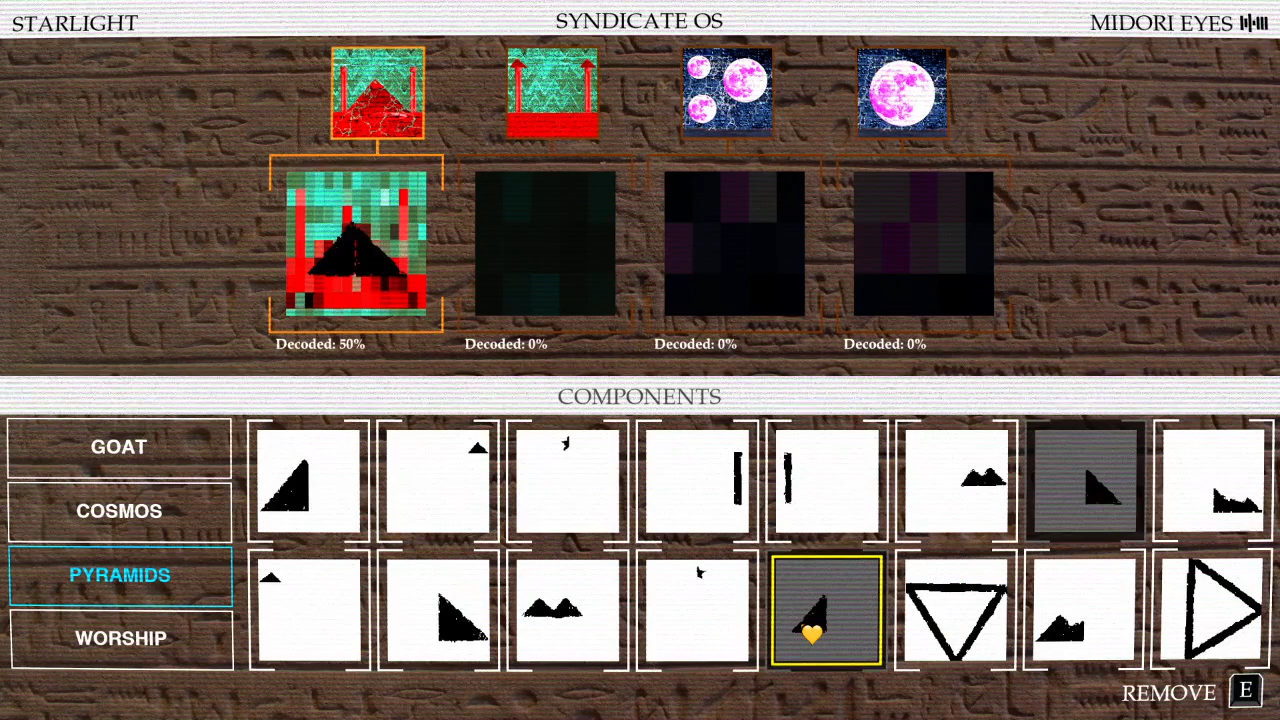 STARLIGHT
SYNDICATE OS
MIDORI EYES
Decoded: 50%
Decoded: 0%
Decoded: 0%
Decoded: 0%
COMPONENTS
GOAT
COSMOS
PYRAMIDS
WORSHIP
REMOVE E